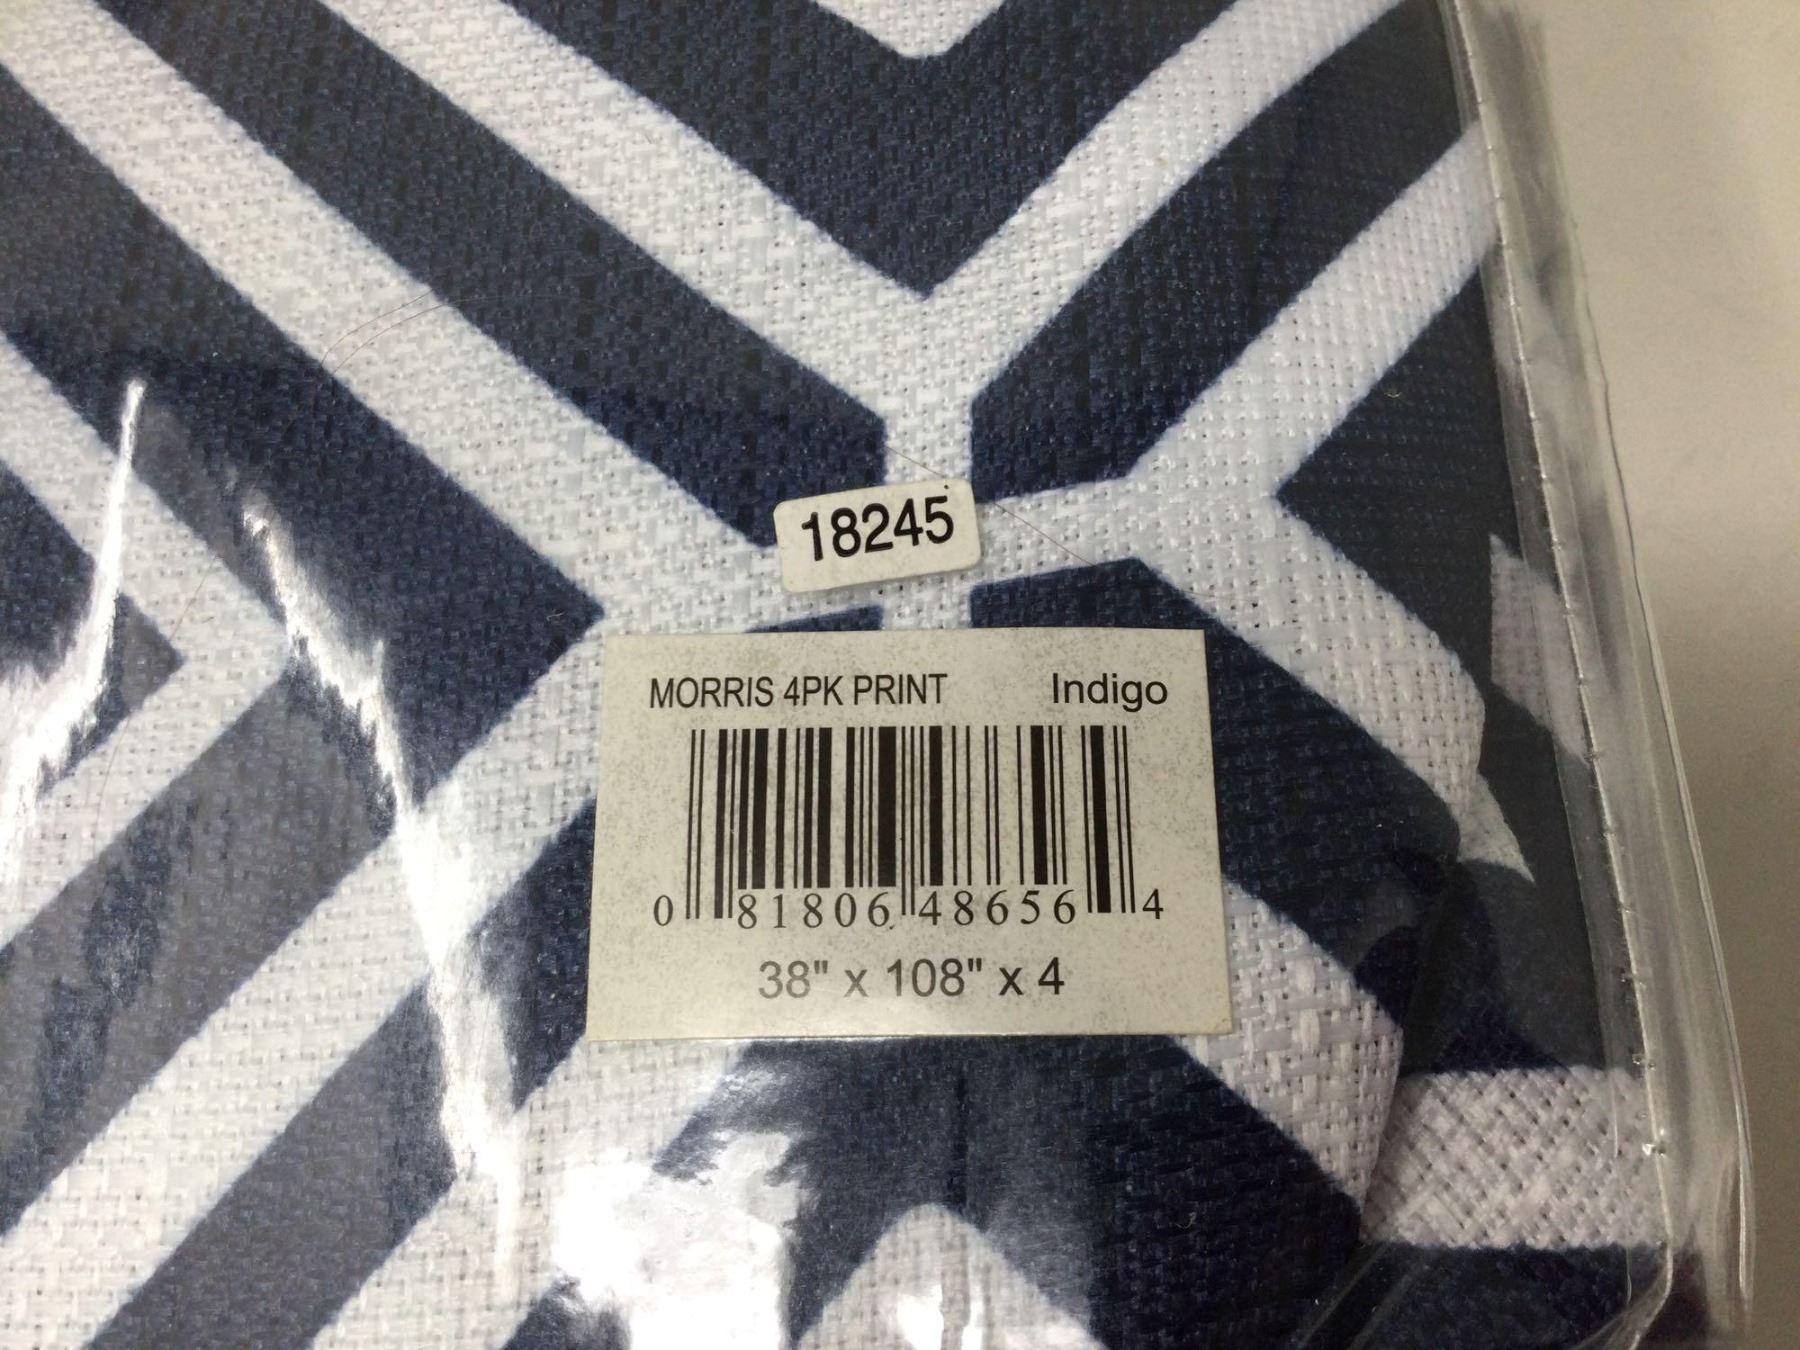 18245
MORRIS 4PK PRINT Indigo
0 81806 48656 4
38" x 108" x 4